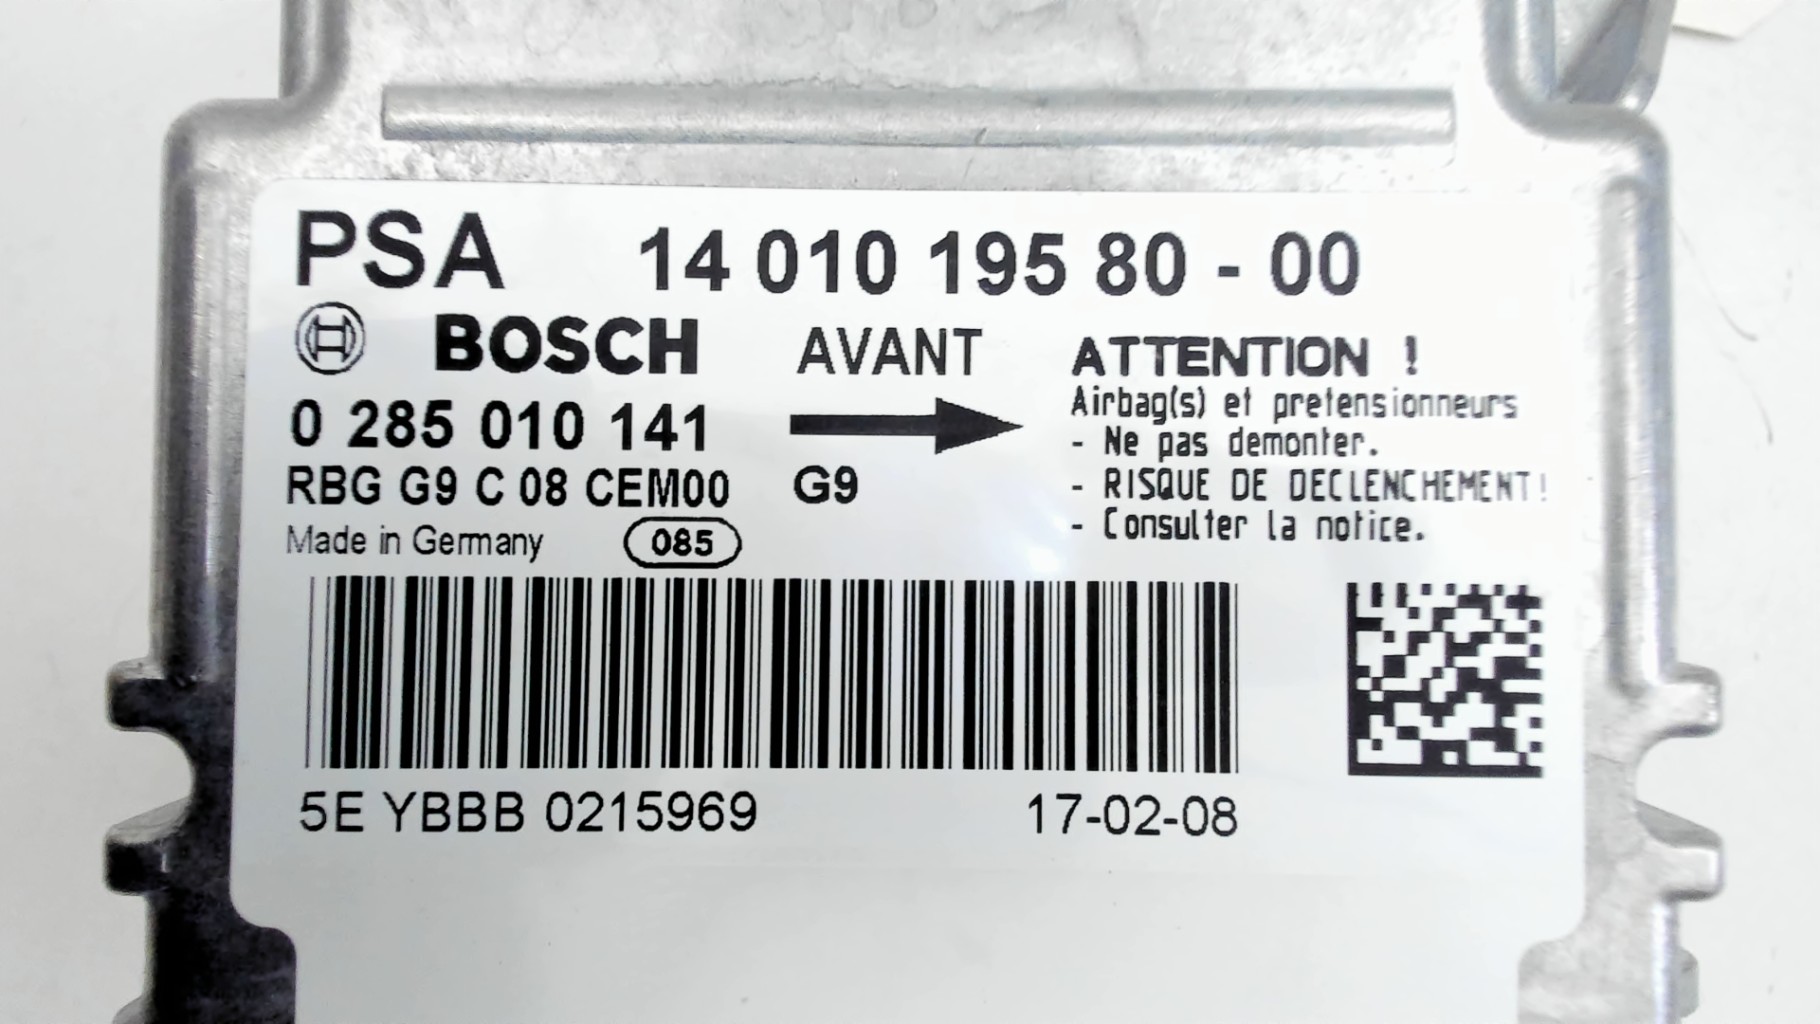 PSA 14 010 195 80 - 00
BOSCH AVANT
0 285 010 141
RBG G9 C 08 CEM00 G9
Made in Germany 085
ATTENTION !
Airbag(s) et pretensionneurs
- Ne pas demonter.
- RISQUE DE DECLENCHEMENT!
- Consulter la notice.
5E YBBB 0215969 17-02-08